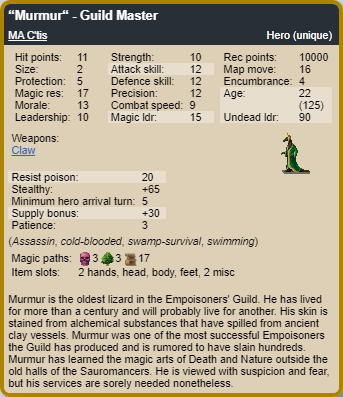 “Murmur” - Guild Master
MA C'tis Hero (unique)
Hit points: 11 Strength: 10 Rec points: 10000
Size: 2 Attack skill: 12 Map move: 16
Protection: 5 Defence skill: 12 Encumbrance: 4
Magic res: 17 Precision: 12 Age: 22
Morale: 13 Combat speed: 9 (125)
Leadership: 10 Magic ldr: 15 Undead ldr: 90
Weapons:
Claw
Resist poison: 20
Stealthy: +65
Minimum hero arrival turn: 5
Supply bonus: +30
Patience: 3
(Assassin, cold-blooded, swamp-survival, swimming)
Magic paths: 3 3 17
Item slots: 2 hands, head, body, feet, 2 misc
Murmur is the oldest lizard in the Empoisoners' Guild. He has lived
for more than a century and will probably live for another. His skin is
stained from alchemical substances that have spilled from ancient
clay vessels. Murmur was one of the most successful Empoisoners
the Guild has produced and is rumored to have slain hundreds.
Murmur has learned the magic arts of Death and Nature outside the
old halls of the Sauromancers. He is viewed with suspicion and fear,
but his services are sorely needed nonetheless.